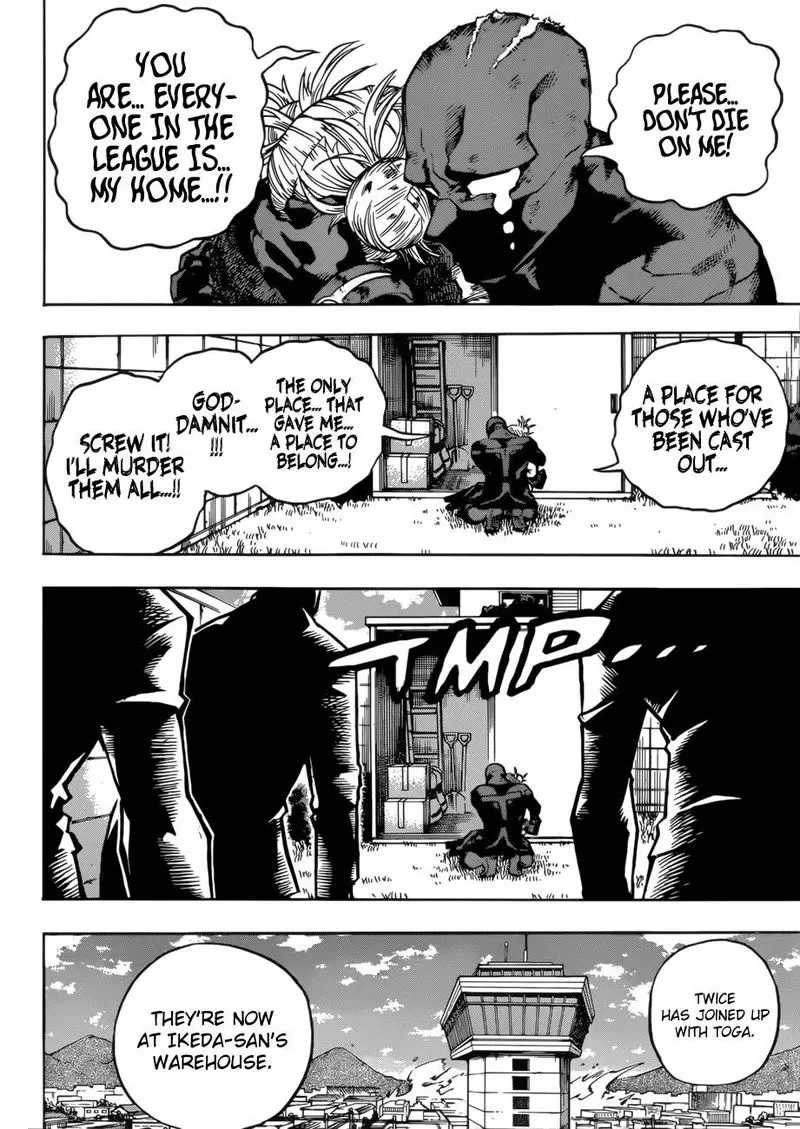 PLEASE...
DON'T DIE
ON ME!
YOU
ARE... EVERY-
ONE IN THE
LEAGUE IS...
MY HOME...!!
A PLACE FOR
THOSE WHO'VE
BEEN CAST
OUT...
THE ONLY
PLACE... THAT
GAVE ME...
A PLACE TO
BELONG...!
GOD-
DAMNIT...
!!!
SCREW IT!
I'LL MURDER
THEM ALL...!!
TMP...
TWICE
HAS JOINED UP
WITH TOGA.
THEY'RE NOW
AT IKEDA-SAN'S
WAREHOUSE.